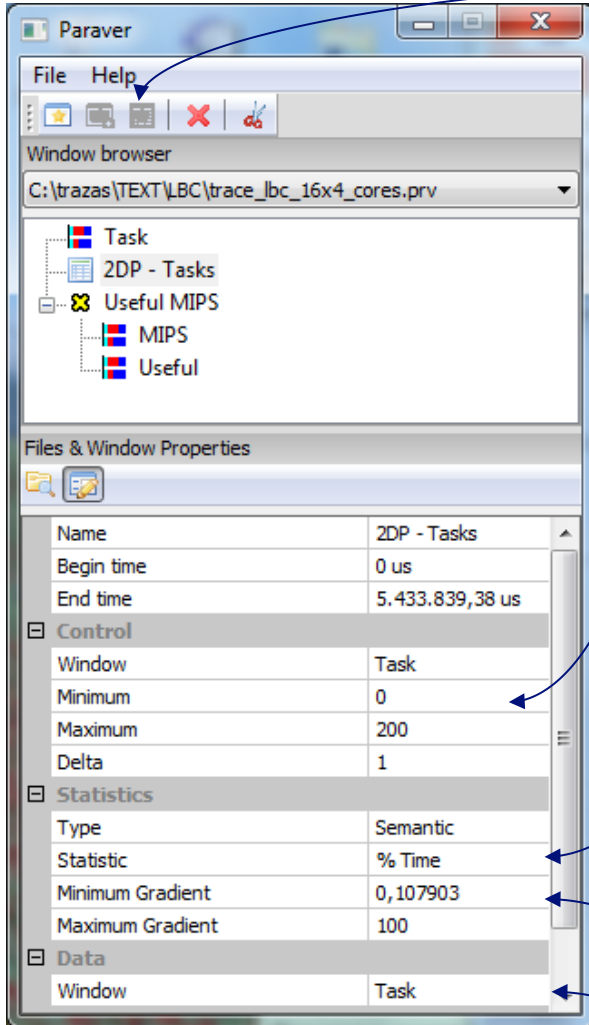 Paraver
File Help
Window browser
C:\trazas\TEXT\LBC\trace_lbc_16x4_cores.prv
Task
2DP - Tasks
Useful MIPS
MIPS
Useful
Files & Window Properties
Name 2DP - Tasks
Begin time 0 us
End time 5.433.839,38 us
Control
Window Task
Minimum 0
Maximum 200
Delta 1
Statistics
Type Semantic
Statistic % Time
Minimum Gradient 0,107903
Maximum Gradient 100
Data
Window Task